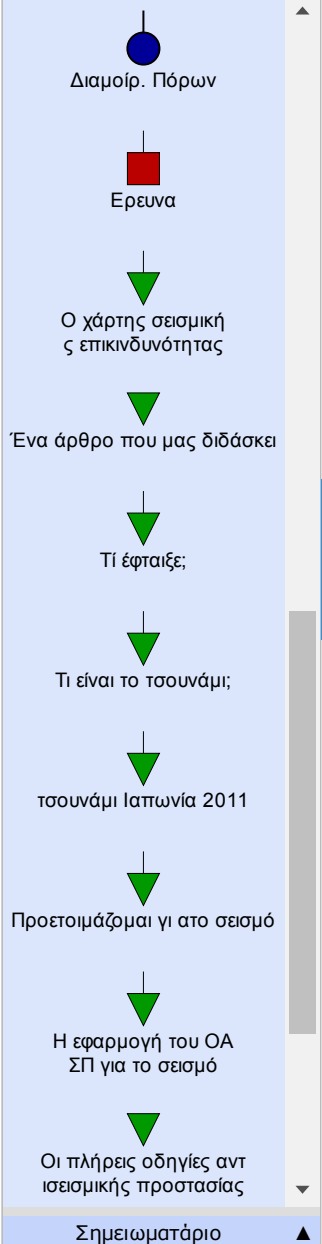 Διαμοίρ. Πόρων
Ερευνα
Ο χάρτης σεισμική
ς επικινδυνότητας
Ένα άρθρο που μας διδάσκει
Τί έφταιξε;
Τι είναι το τσουνάμι;
τσουνάμι Ιαπωνία 2011
Προετοιμάζομαι γι ατο σεισμό
Η εφαρμογή του ΟΑ
ΣΠ για το σεισμό
Οι πλήρεις οδηγίες αντ
ισεισμικής προστασίας
Σημειωματάριο